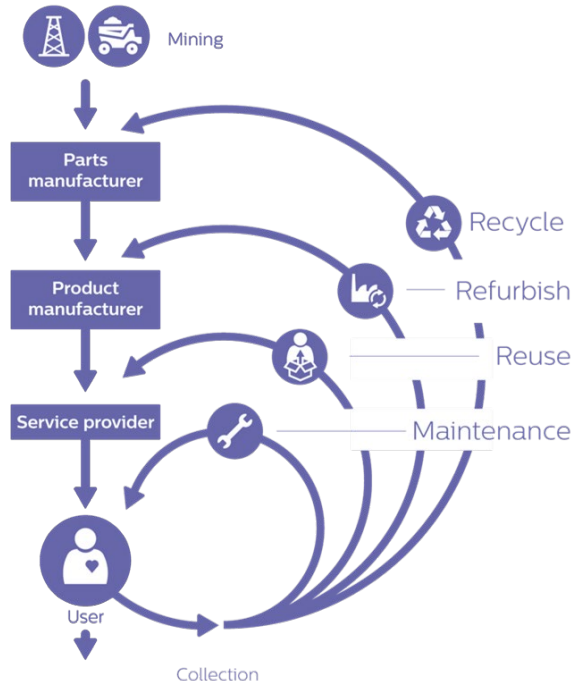 Mining
Parts
manufacturer
Recycle
Product
manufacturer
Refurbish
Reuse
Service provider
Maintenance
User
Collection